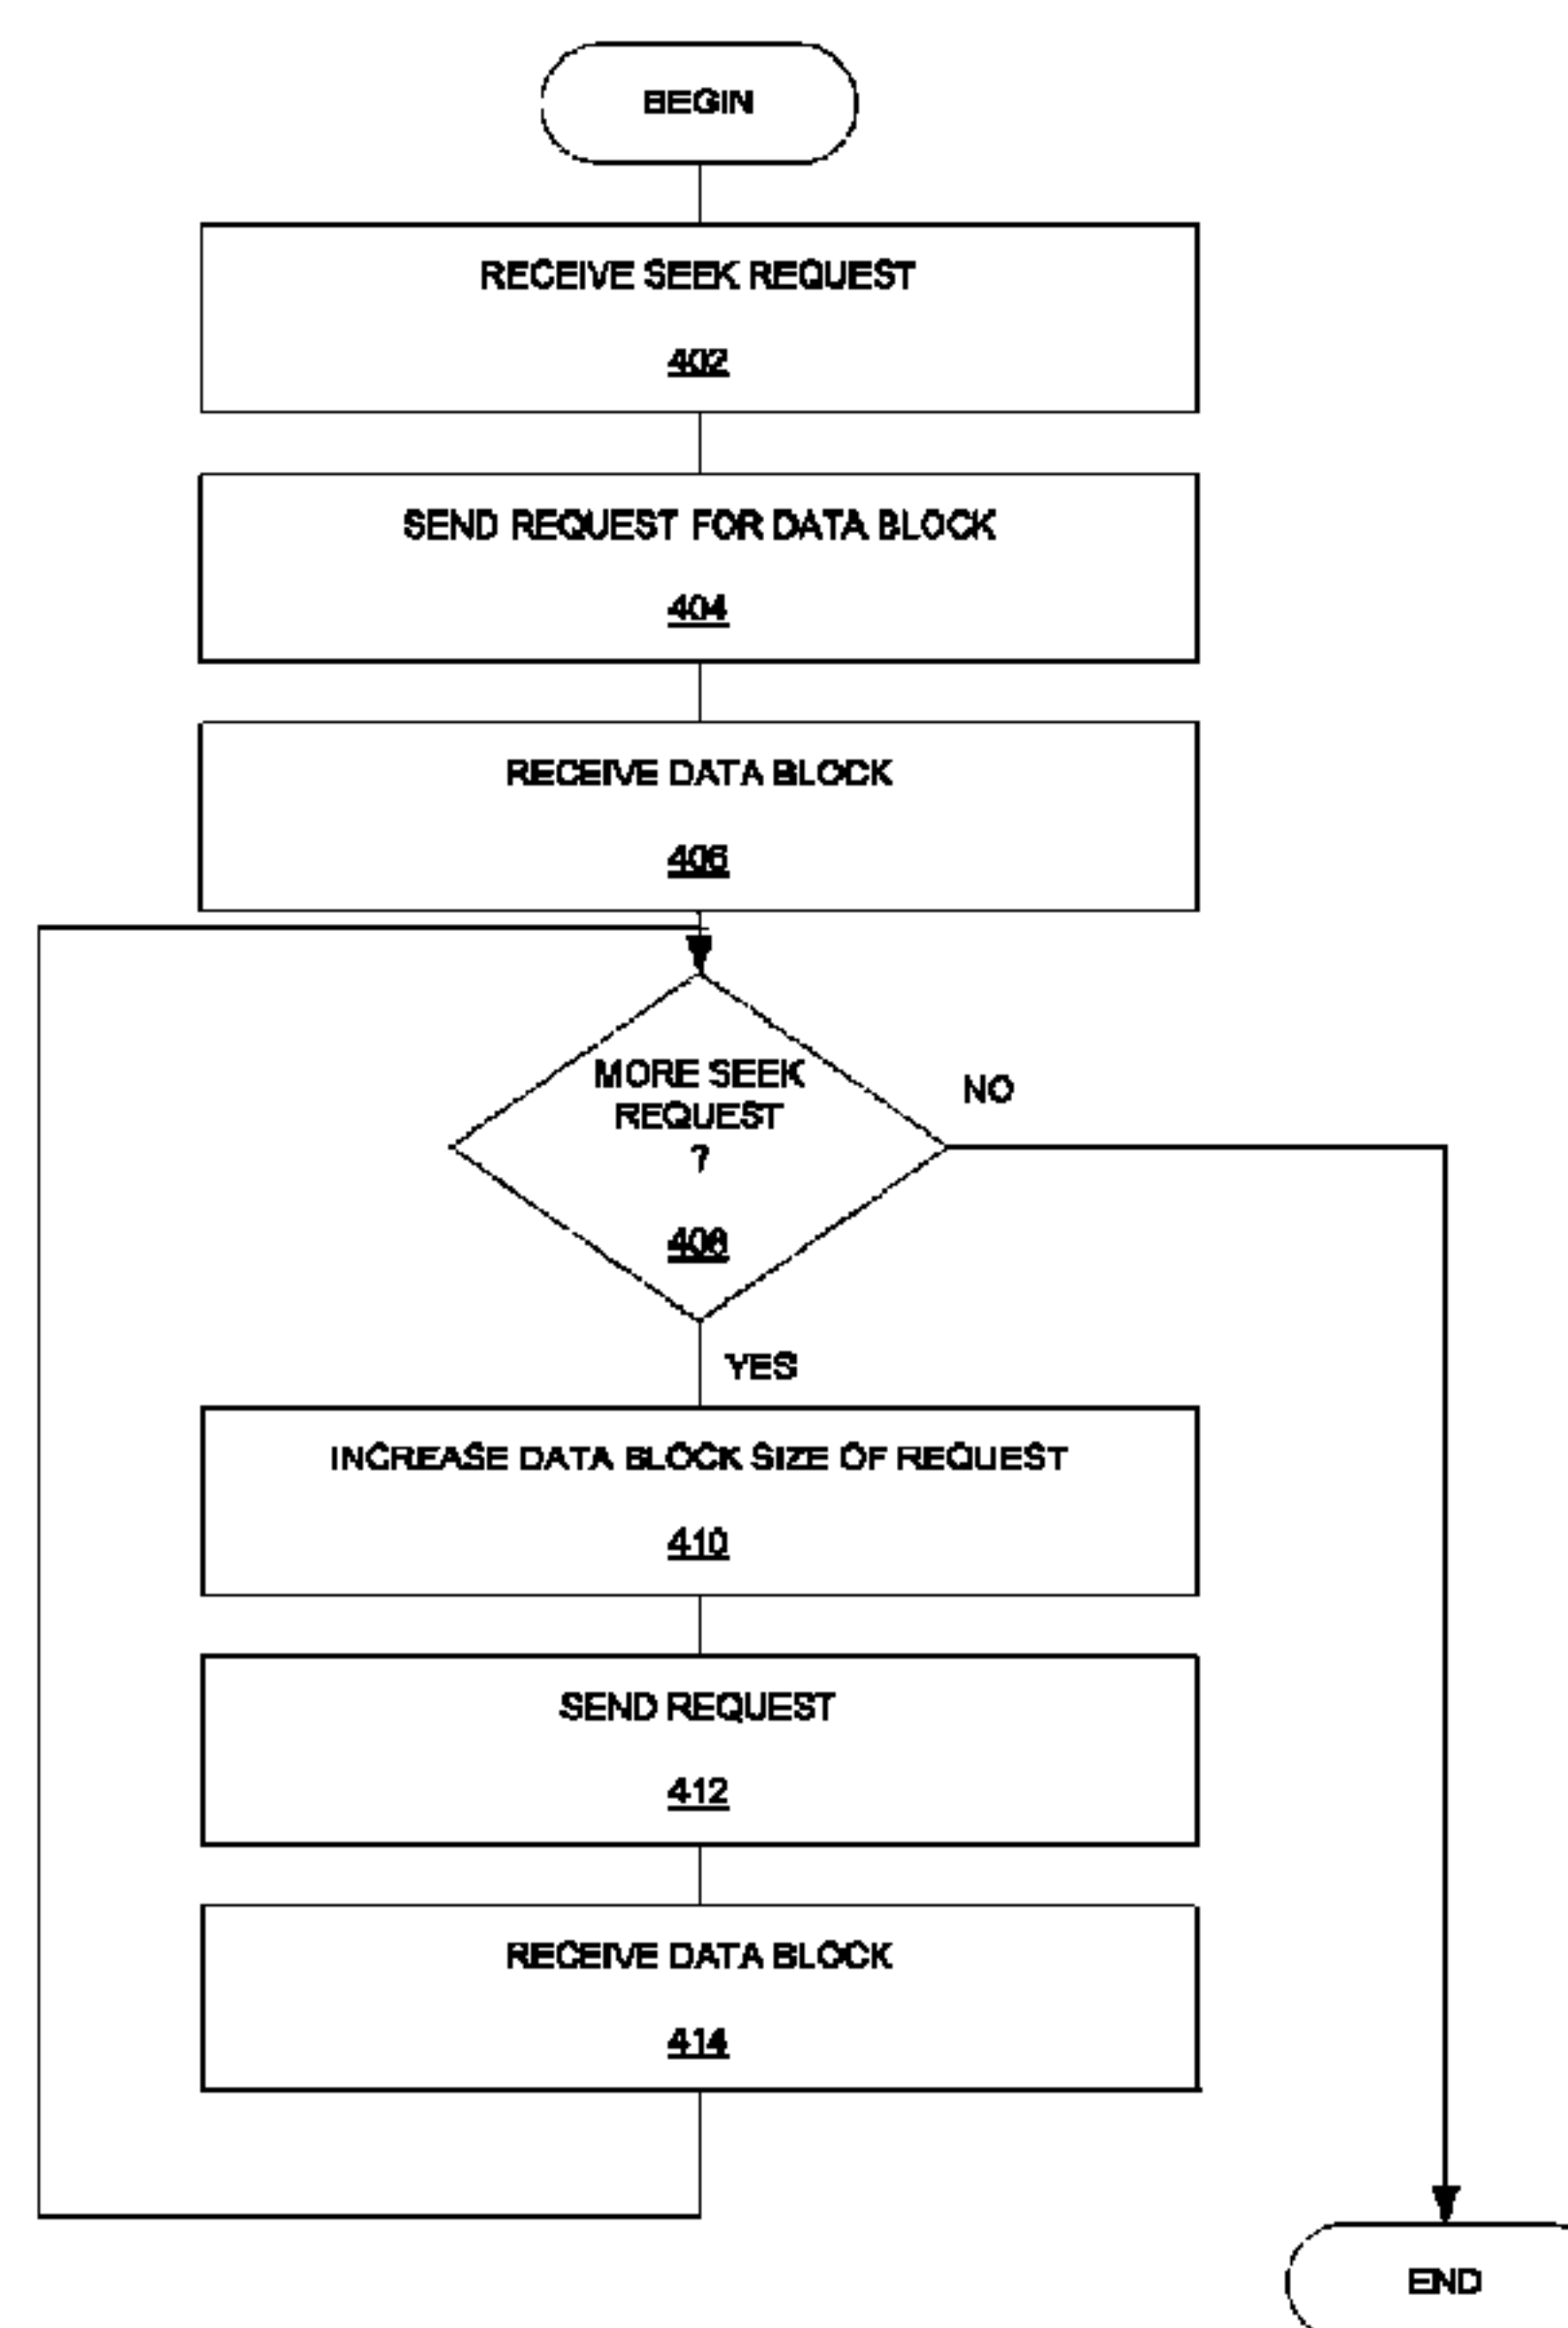 BEGIN
RECEIVE SEEK REQUEST
402
SEND REQUEST FOR DATA BLOCK
404
RECEIVE DATA BLOCK
406
MORE SEEK
REQUEST
?
408
NO
YES
INCREASE DATA BLOCK SIZE OF REQUEST
410
SEND REQUEST
412
RECEIVE DATA BLOCK
414
END